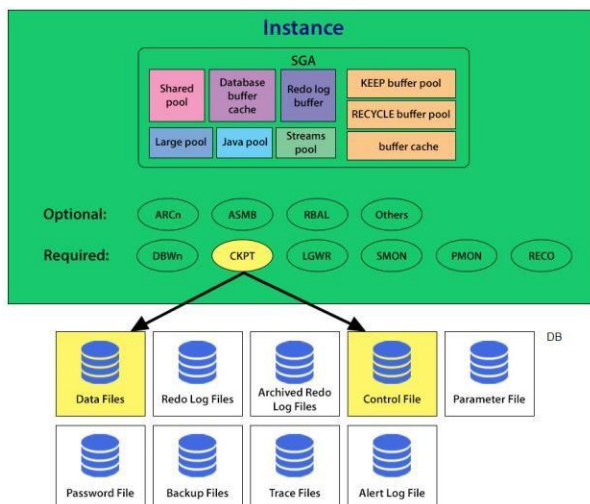 Instance
SGA
Shared
pool
Database
buffer
cache
Redo log
buffer
KEEP buffer pool
RECYCLE buffer pool
buffer cache
Large pool
Java pool
Streams
pool
Optional:
ARCn
ASMB
RBAL
Others
Required:
DBWn
CKPT
LGWR
SMON
PMON
RECO
DB
Data Files
Redo Log Files
Archived Redo
Log Files
Control File
Parameter File
Password File
Backup Files
Trace Files
Alert Log File